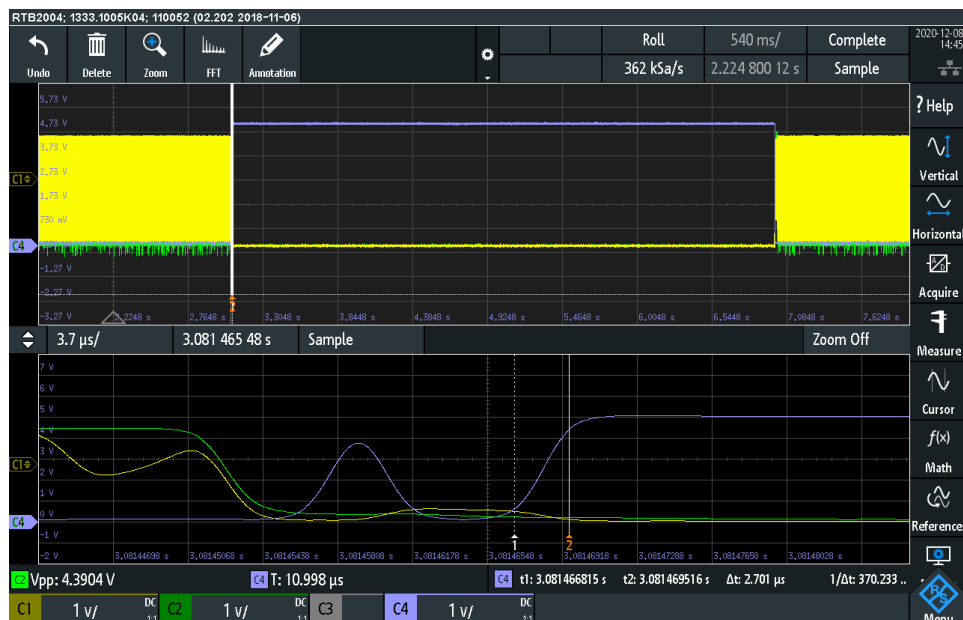 RTB2004; 1333.1005K04; 110052 (02.202 2018-11-06)
Undo Delete Zoom FFT Annotation
Roll 540 ms/ Complete
362 kSa/s 2.224 800 12 s Sample
2020-12-08
14:45
? Help
Vertical
Horizontal
Acquire
Measure
Cursor
f(x)
Math
Reference
R&S
Menu
5.73 V
4.73 V
3.73 V
2.73 V
1.73 V
730 mV
-1.27 V
-2.27 V
-3.27 V
C1
C4
2.2248 s 2,7648 s 3,3048 s 3,8448 s 4,3848 s 4,9248 s 5,4648 s 6,0048 s 6,5448 s 7,0848 s 7,6248 s
3.7 µs/ 3.081 465 48 s Sample Zoom Off
7 V
6 V
5 V
4 V
3 V
2 V
1 V
0 V
-1 V
-2 V
C1
C4
1
2
3,08144698 s 3,08145068 s 3,08145438 s 3,08145808 s 3,08146178 s 3,08146548 s 3,08146918 s 3,08147288 s 3,08147658 s 3,08148028 s
C2 Vpp: 4.3904 V C4 T: 10.998 µs C4 t1: 3.081466815 s t2: 3.081469516 s Δt: 2.701 µs 1/Δt: 370.233 ..
C1 1 V/ DC 1:1 C2 1 V/ DC 1:1 C3 C4 1 V/ DC 1:1